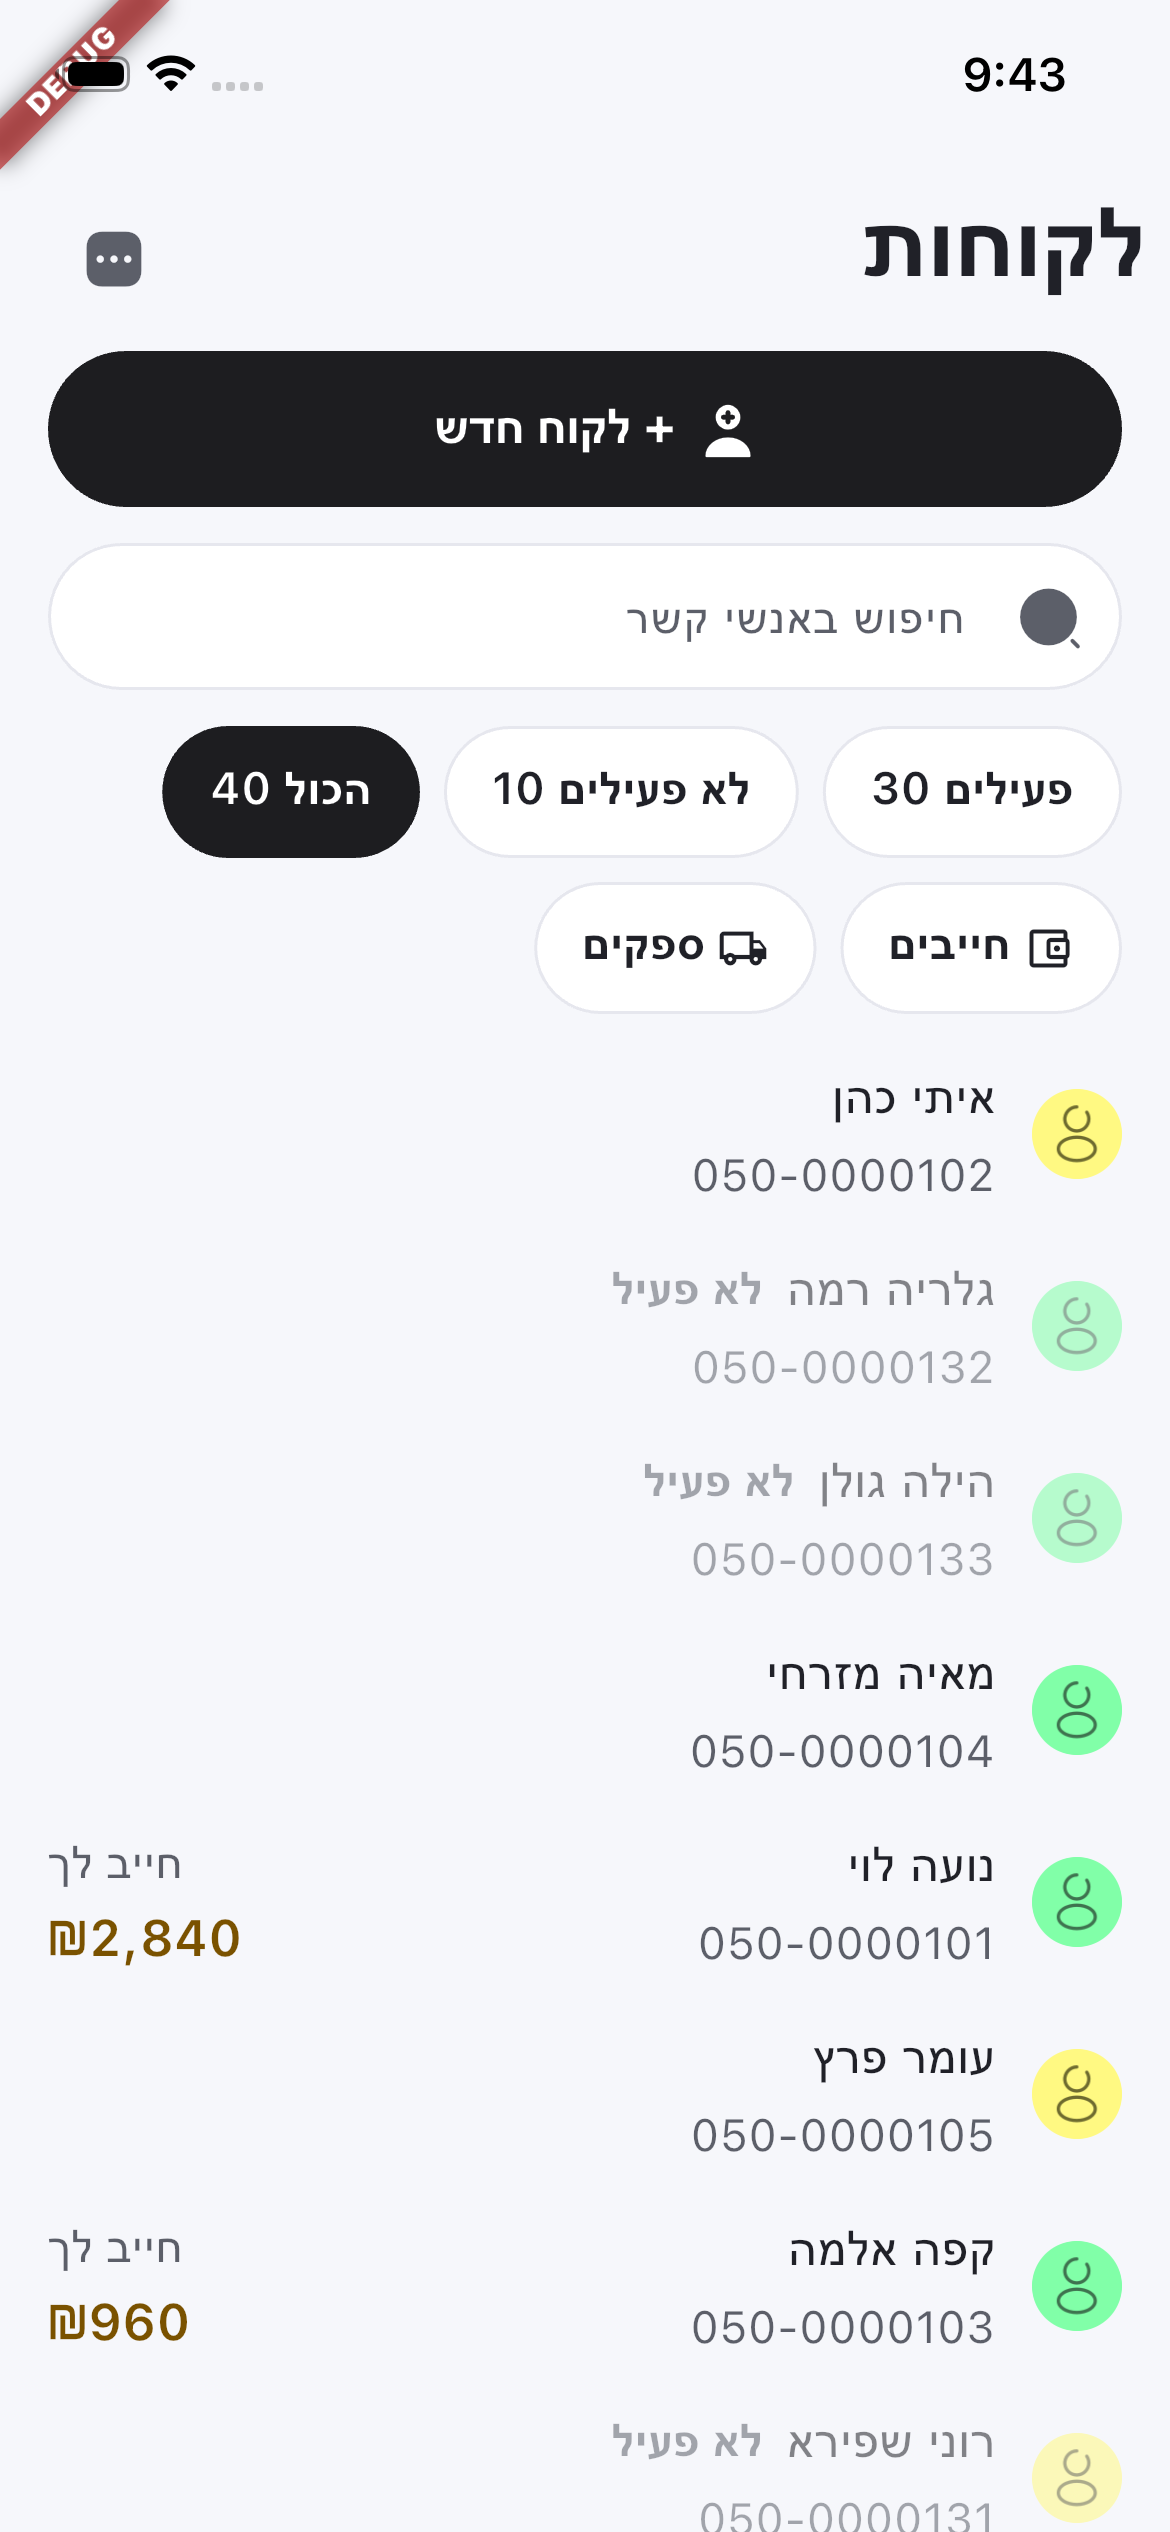 DEBUG
9:43
לקוחות
+ לקוח חדש
חיפוש באנשי קשר
פעילים 30
לא פעילים 10
הכול 40
חייבים
ספקים
איתי כהן
050-0000102
גלריה רמה לא פעיל
050-0000132
הילה גולן לא פעיל
050-0000133
מאיה מזרחי
050-0000104
נועה לוי
050-0000101
חייב לך
₪2,840
עומר פרץ
050-0000105
קפה אלמה
050-0000103
חייב לך
₪960
רוני שפירא לא פעיל
050-0000131